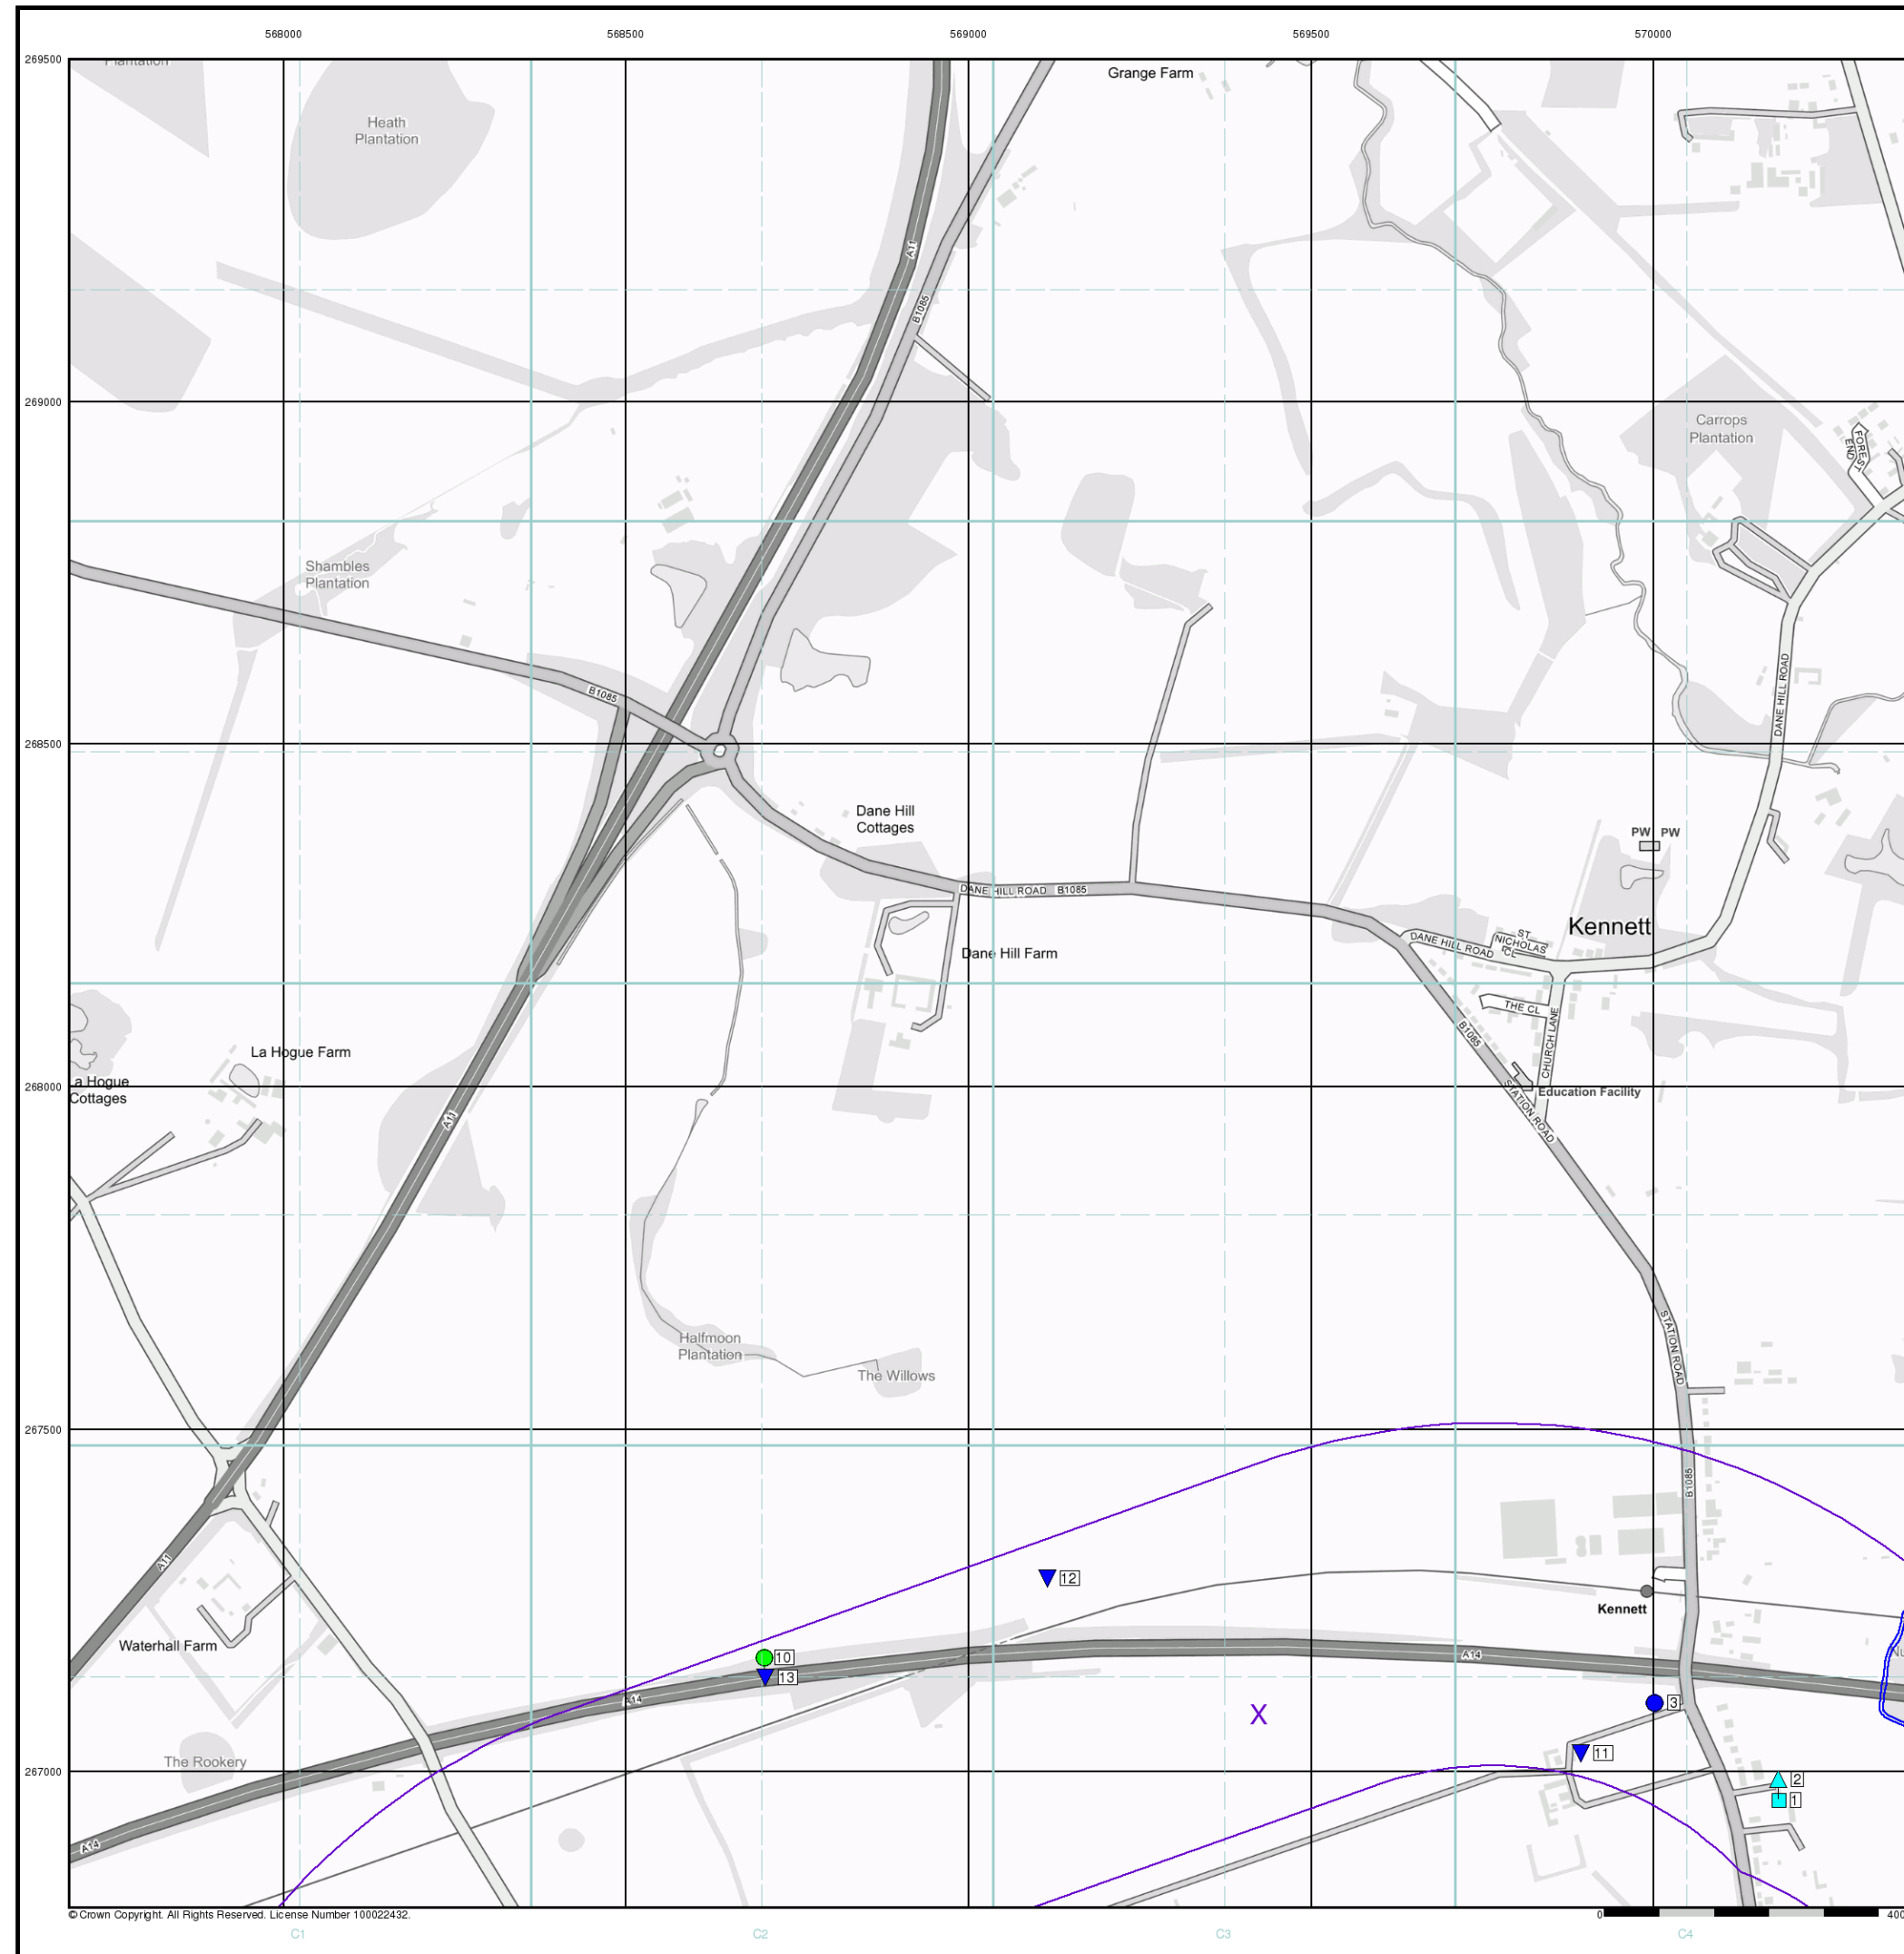 568000
568500
569000
569500
570000
269500
Plantation
Grange Farm
Heath
Plantation
A11
B1085
269000
Carrops
Plantation
FOREST
END
Shambles
Plantation
B1085
DANE HILL ROAD
268500
Dane Hill
Cottages
PW PW
DANE HILL ROAD B1085
Kennett
DANE HILL ROAD
ST
NICHOLAS
CL
Dane Hill Farm
THE CL
CHURCH LANE
B1085
La Hogue Farm
268000
a Hogue
Cottages
Education Facility
STATION ROAD
A11
STATION ROAD
Halfmoon
Plantation
The Willows
267500
B1085
A11
12
Kennett
Waterhall Farm
10
13
A14
A14
Nu
3
X
11
The Rookery
267000
2
1
A14
© Crown Copyright. All Rights Reserved. License Number 100022432.
0
400
C1
C2
C3
C4